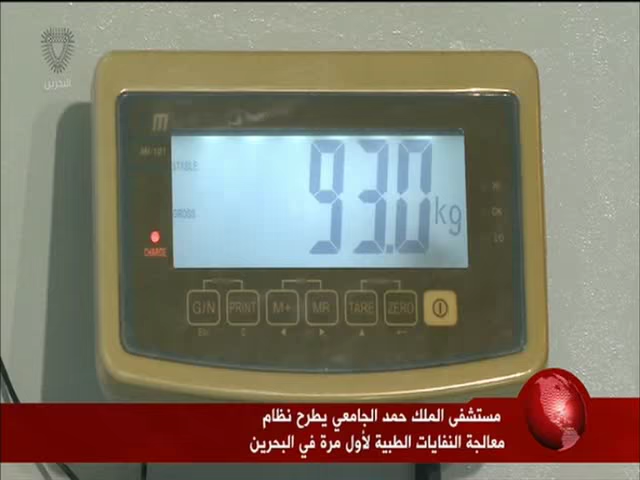 البحرين
STABLE
93.0 kg
GROSS
HI
OK
LO
CHARGE
G/N PRINT M+ MR TARE ZERO
مستشفى الملك حمد الجامعي يطرح نظام
معالجة النفايات الطبية لأول مرة في البحرين